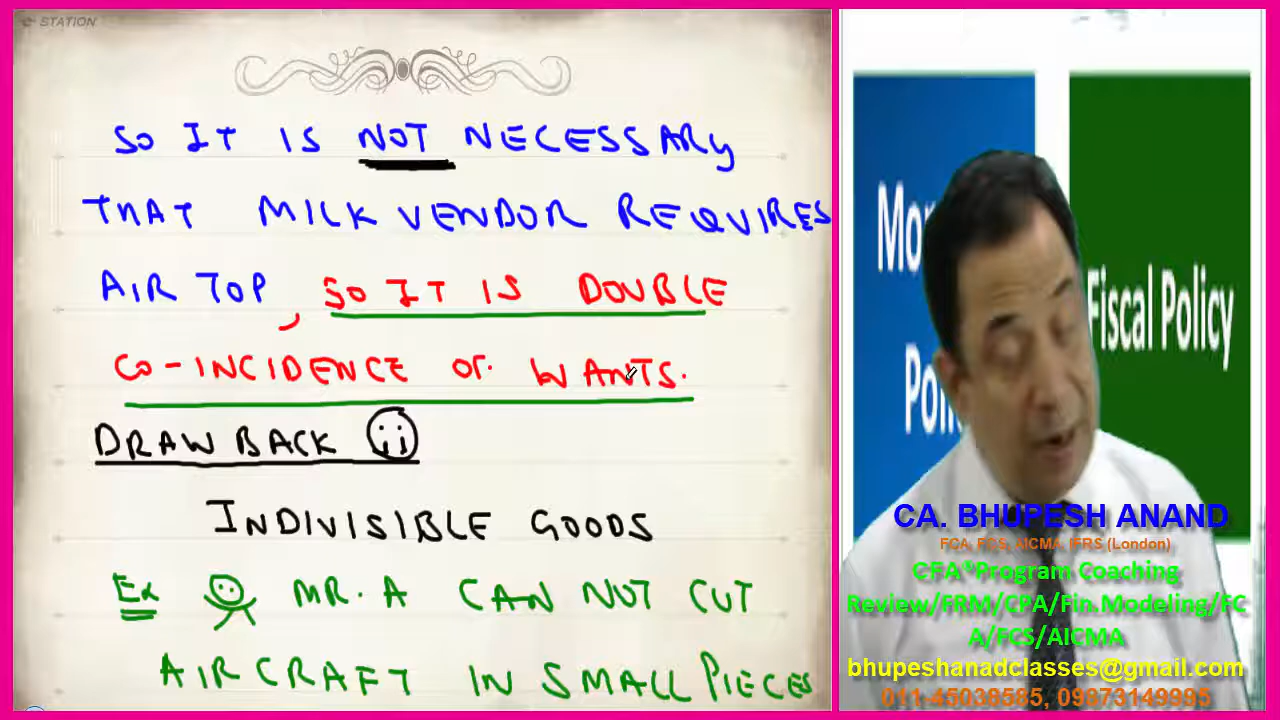 e- STATION
SO IT IS NOT NECESSARY
THAT MILK VENDOR REQUIRES
AIR TOP, SO IT IS DOUBLE
CO-INCIDENCE OF WANTS.
DRAW BACK
INDIVISIBLE GOODS
EX MR. A CAN NOT CUT
AIRCRAFT IN SMALL PIECES
Fiscal Policy
CA. BHUPESH ANAND
FCA, FCS, AICMA, IFRS (London)
CFA®Program Coaching
Review/FRM/CPA/Fin.Modeling/FC
A/FCS/AICMA
bhupeshanadclasses@gmail.com
011-45038585, 09873149995